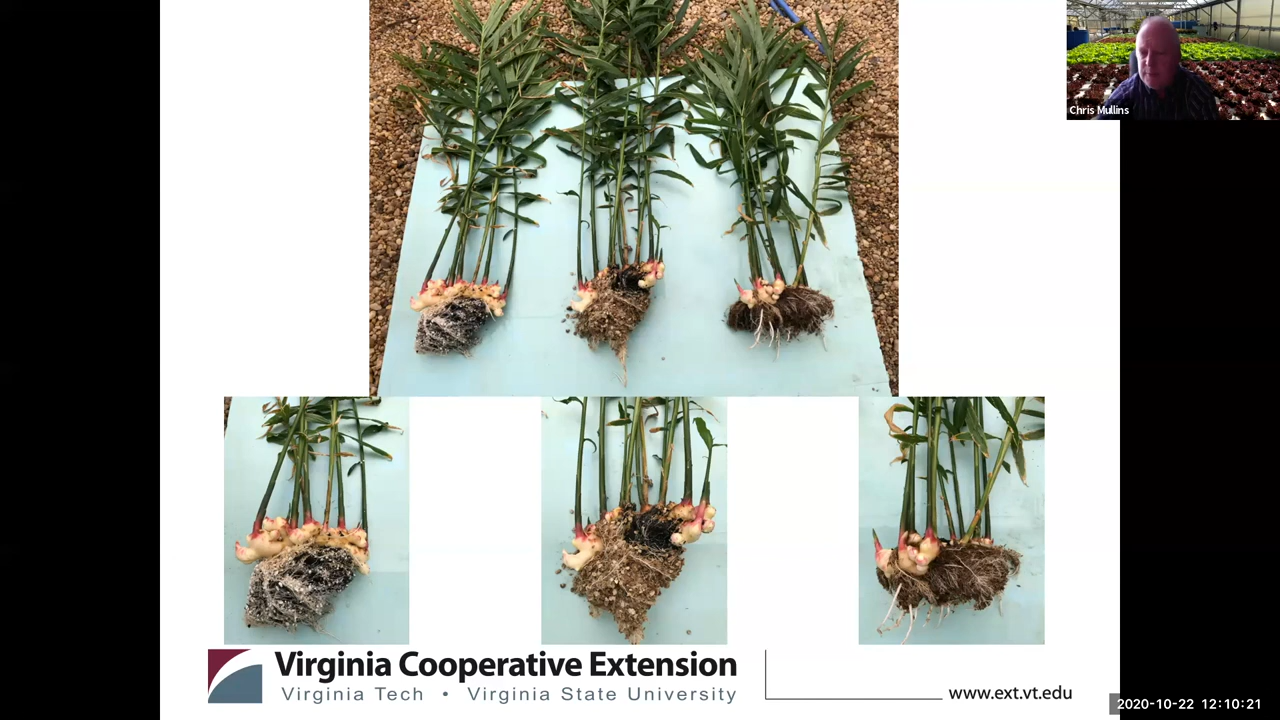 Chris Mullins
Virginia Cooperative Extension
Virginia Tech • Virginia State University
www.ext.vt.edu
2020-10-22 12:10:21